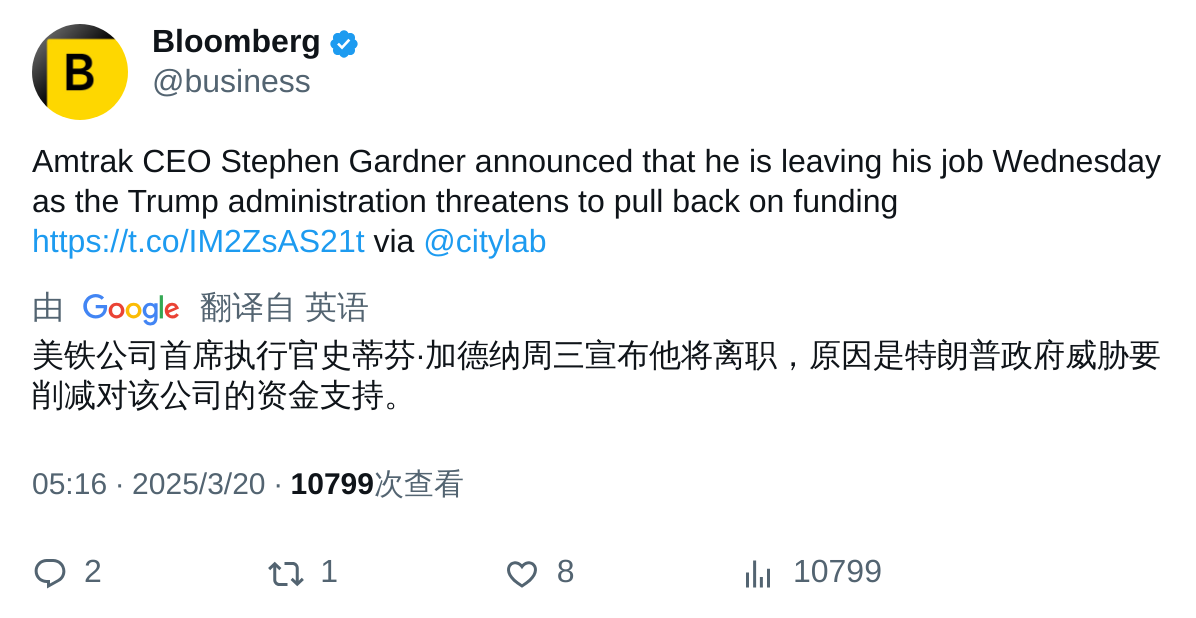 B
Bloomberg
@business
Amtrak CEO Stephen Gardner announced that he is leaving his job Wednesday
as the Trump administration threatens to pull back on funding
https://t.co/IM2ZsAS21t via @citylab
由 Google 翻译自 英语
美铁公司首席执行官史蒂芬·加德纳周三宣布他将离职，原因是特朗普政府威胁要
削减对该公司的资金支持。
05:16 · 2025/3/20 · 10799次查看
2 1 8 10799